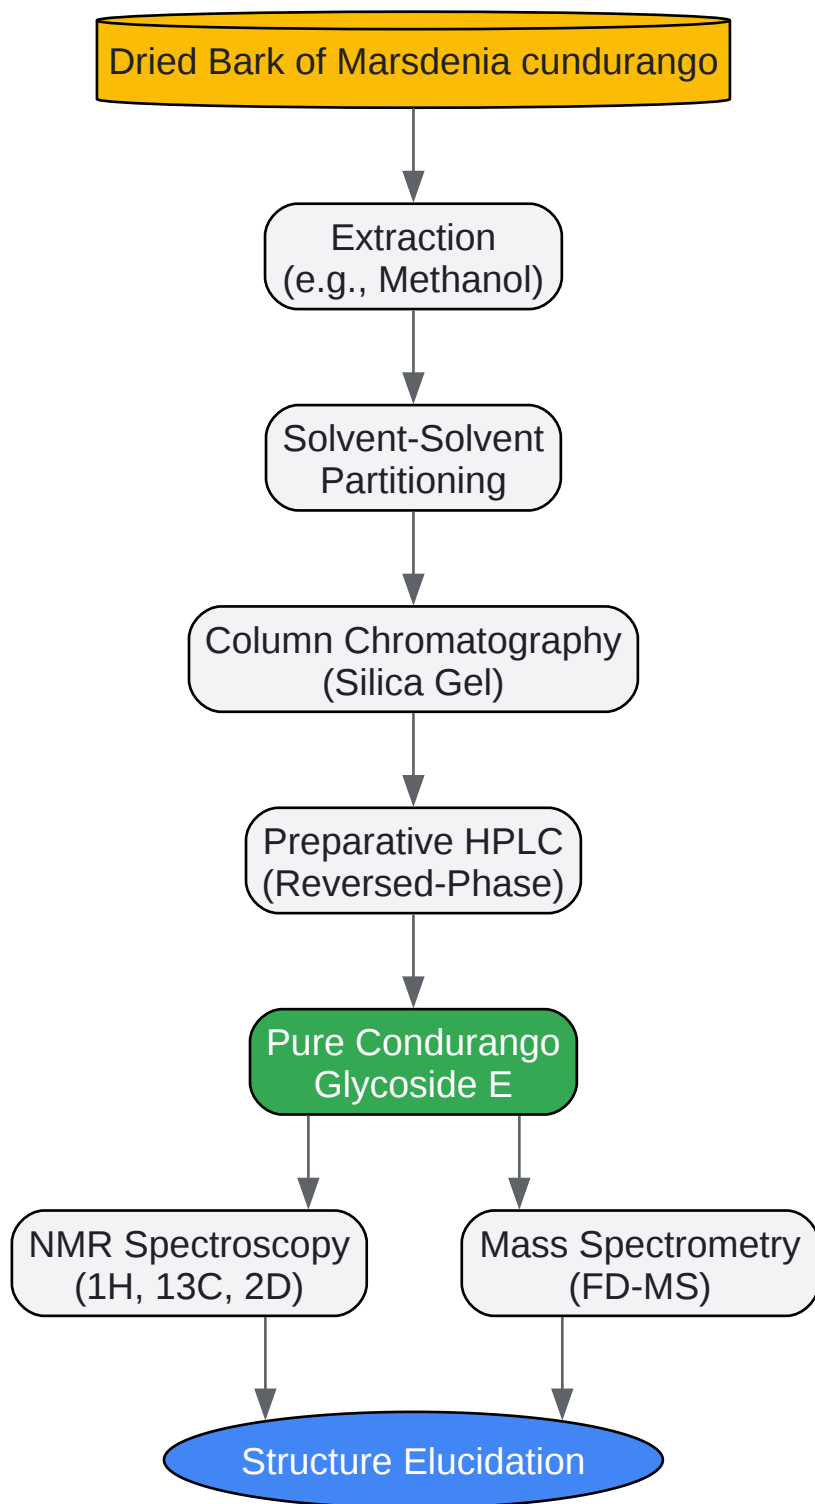 Dried Bark of Marsdenia cundurango
Extraction
(e.g., Methanol)
Solvent-Solvent
Partitioning
Column Chromatography
(Silica Gel)
Preparative HPLC
(Reversed-Phase)
Pure Condurango
Glycoside E
NMR Spectroscopy
(1H, 13C, 2D)
Mass Spectrometry
(FD-MS)
Structure Elucidation